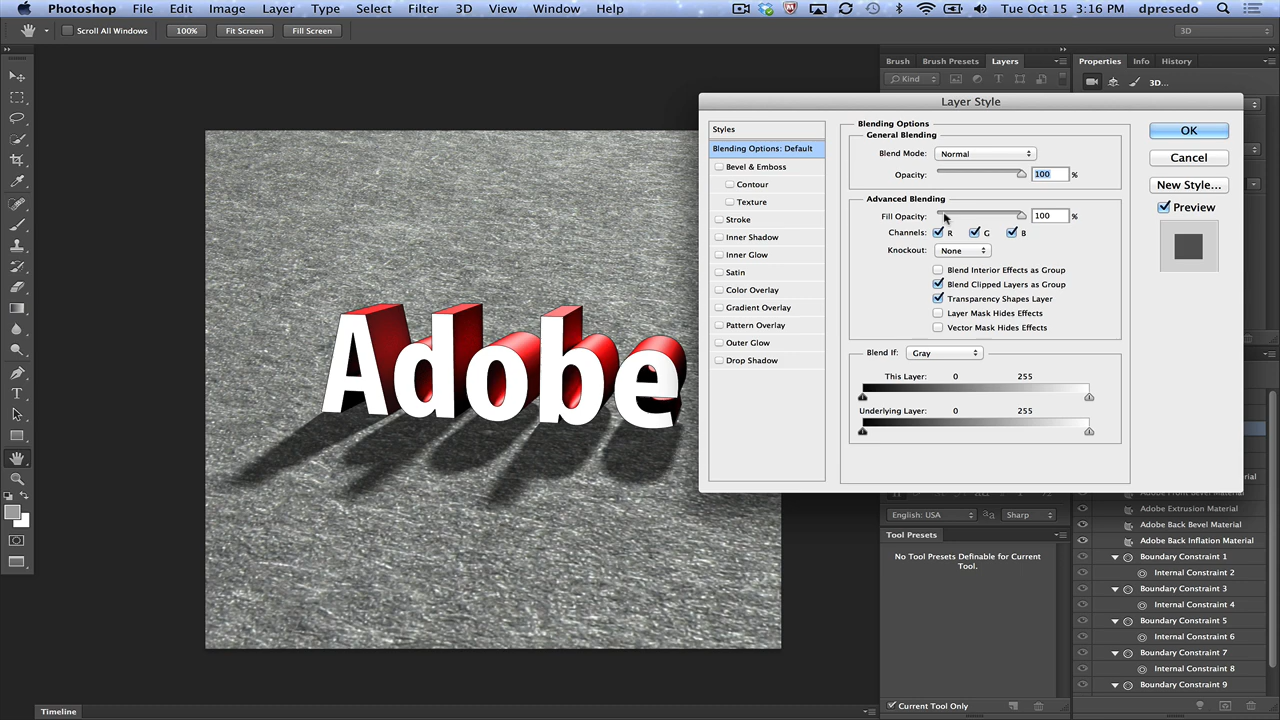 Photoshop File Edit Image Layer Type Select Filter 3D View Window Help Tue Oct 15 3:16 PM dpresedo
Scroll All Windows 100% Fit Screen Fill Screen 3D
Brush Brush Presets Layers Properties Info History
Kind 3D...
Layer Style
Styles
Blending Options: Default
Bevel & Emboss
Contour
Texture
Stroke
Inner Shadow
Inner Glow
Satin
Color Overlay
Gradient Overlay
Pattern Overlay
Outer Glow
Drop Shadow
Blending Options
General Blending
Blend Mode: Normal
Opacity: 100 %
Advanced Blending
Fill Opacity: 100 %
Channels: R G B
Knockout: None
Blend Interior Effects as Group
Blend Clipped Layers as Group
Transparency Shapes Layer
Layer Mask Hides Effects
Vector Mask Hides Effects
Blend If: Gray
This Layer: 0 255
Underlying Layer: 0 255
OK
Cancel
New Style...
Preview
Adobe
English: USA aa Sharp
Tool Presets
No Tool Presets Definable for Current
Tool.
Current Tool Only
Adobe Front Bevel Material
Adobe Extrusion Material
Adobe Back Bevel Material
Adobe Back Inflation Material
Boundary Constraint 1
Internal Constraint 2
Boundary Constraint 3
Internal Constraint 4
Boundary Constraint 5
Internal Constraint 6
Boundary Constraint 7
Internal Constraint 8
Boundary Constraint 9
Timeline